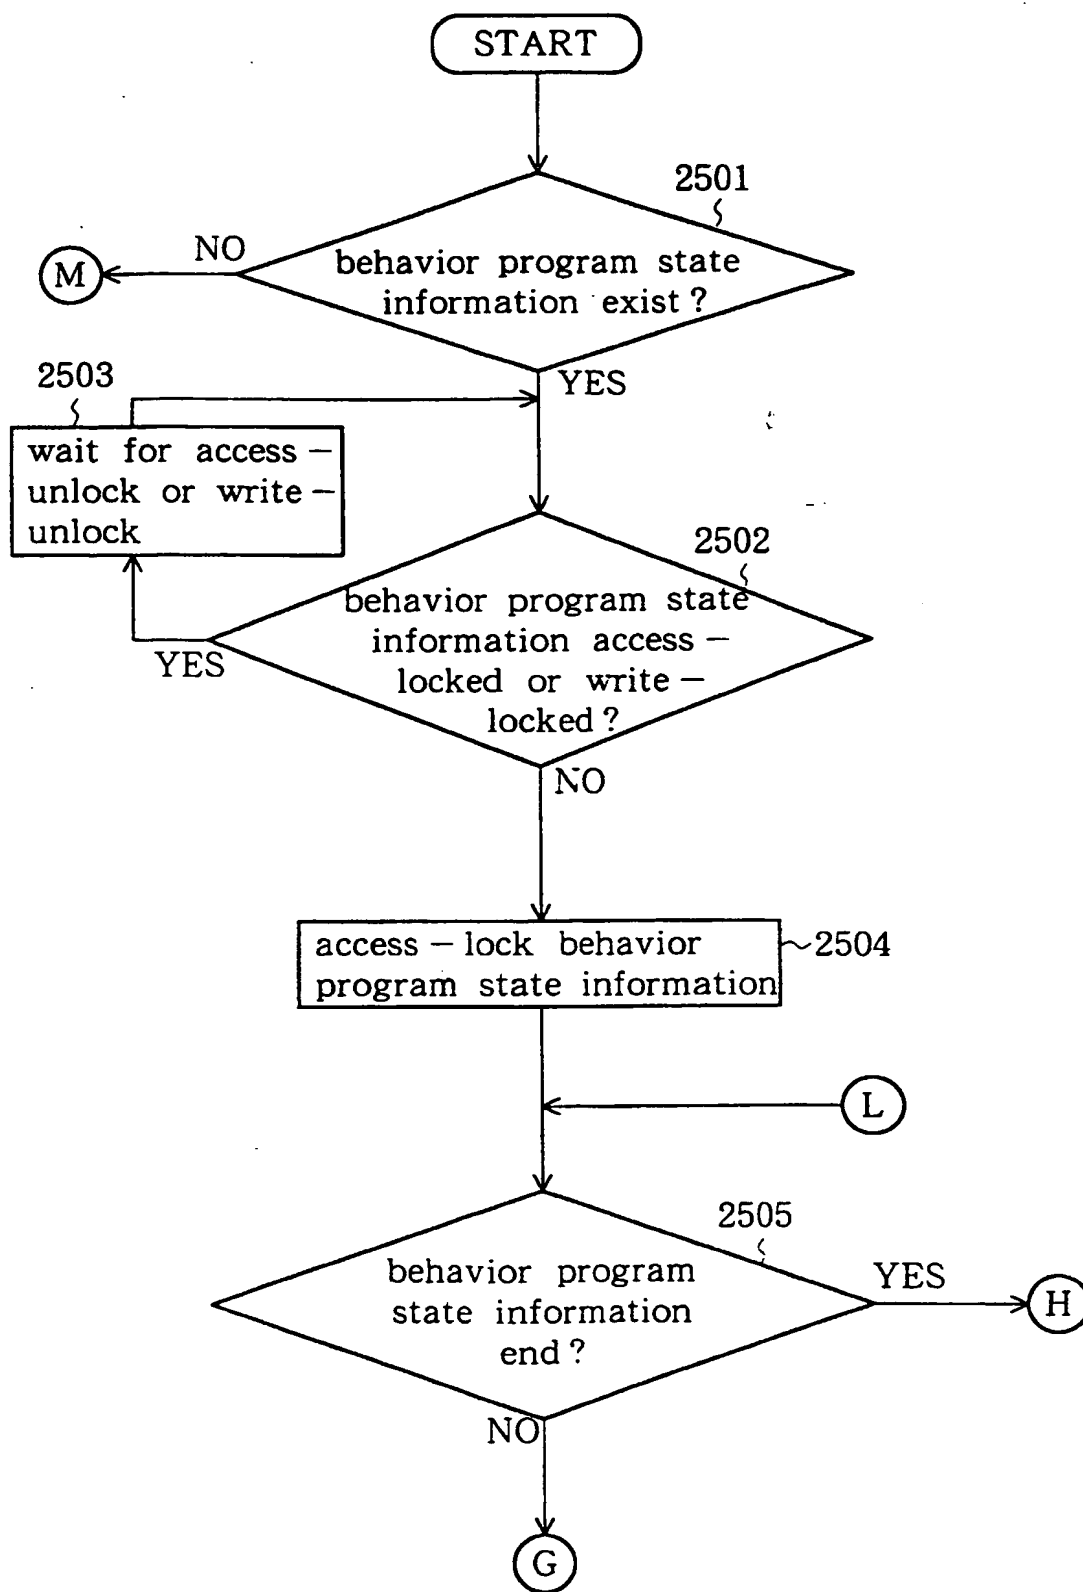 START
2501
NO
M
behavior program state
information exist?
YES
2503
wait for access–
unlock or write–
unlock
2502
behavior program state
information access–
locked or write–
locked?
YES
NO
access–lock behavior
program state information
2504
L
2505
behavior program
state information
end?
YES
H
NO
G